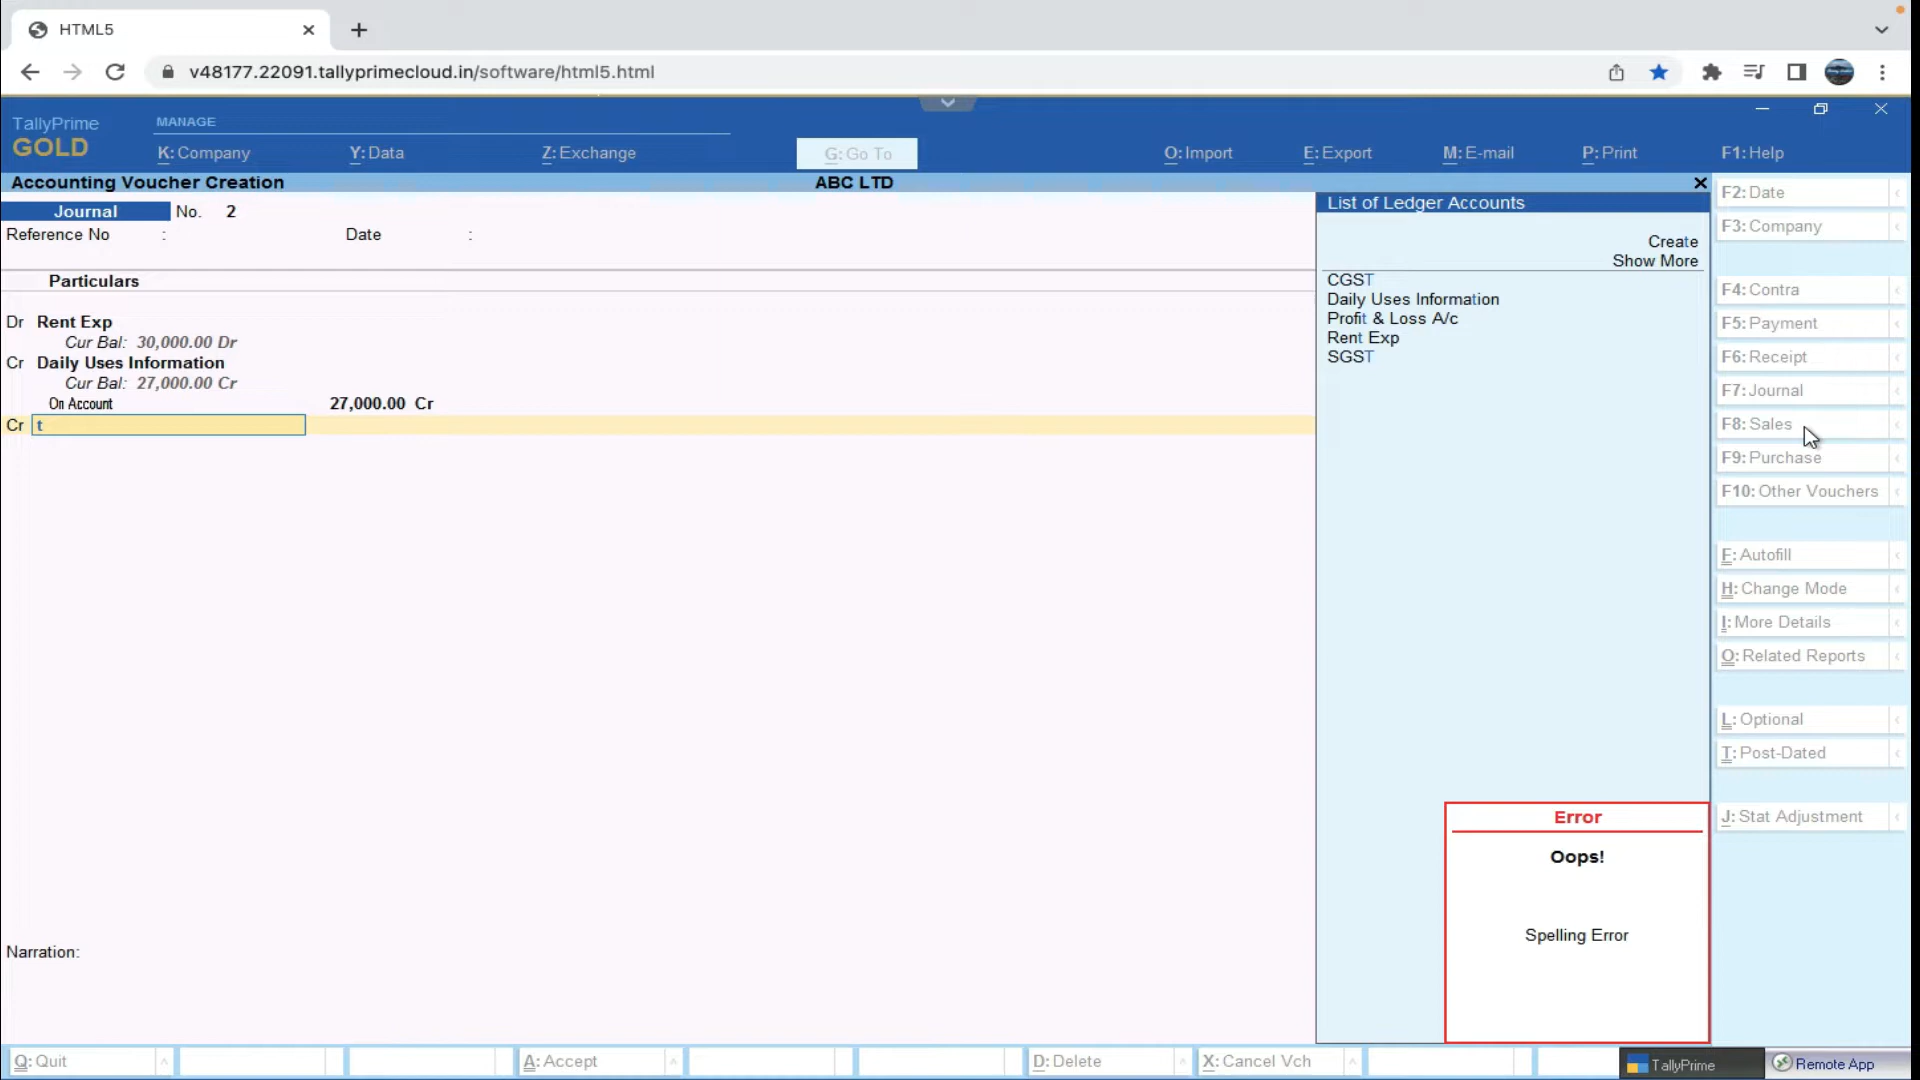 HTML5
v48177.22091.tallyprimecloud.in/software/html5.html
TallyPrime
GOLD
MANAGE
K: Company
Y: Data
Z: Exchange
G: Go To
O: Import
E: Export
M: E-mail
P: Print
F1: Help
Accounting Voucher Creation
ABC LTD
Journal No. 2
Reference No :
Date :
Particulars
Dr Rent Exp
Cur Bal: 30,000.00 Dr
Cr Daily Uses Information
Cur Bal: 27,000.00 Cr
On Account 27,000.00 Cr
Cr t
Narration:
List of Ledger Accounts
Create
Show More
CGST
Daily Uses Information
Profit & Loss A/c
Rent Exp
SGST
Error
Oops!
Spelling Error
F2: Date
F3: Company
F4: Contra
F5: Payment
F6: Receipt
F7: Journal
F8: Sales
F9: Purchase
F10: Other Vouchers
F: Autofill
H: Change Mode
I: More Details
O: Related Reports
L: Optional
T: Post-Dated
J: Stat Adjustment
Q: Quit
A: Accept
D: Delete
X: Cancel Vch
TallyPrime
Remote App